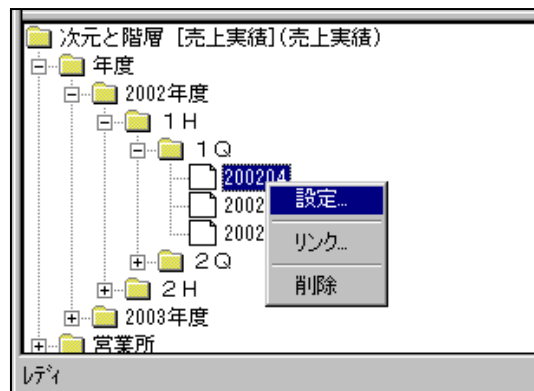 次元と階層 [売上実績](売上実績)
年度
2002年度
1H
1Q
200204
2002
2002
設定...
リンク...
削除
2Q
2H
2003年度
営業所
レディ